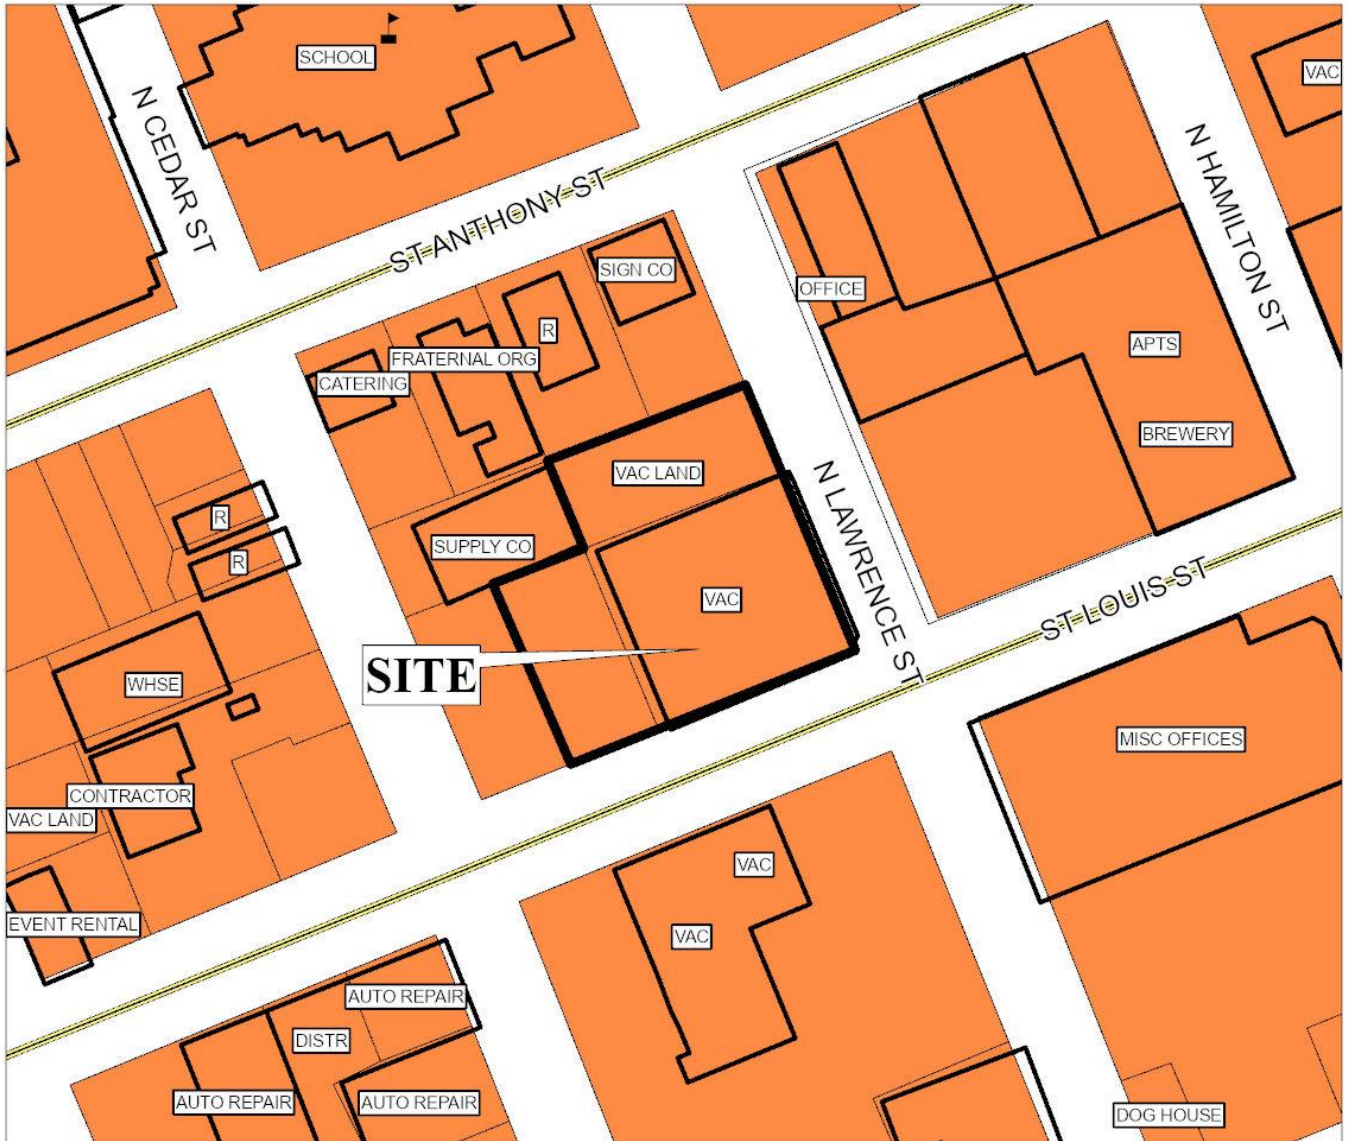 SCHOOL
VAC
N CEDAR ST
N HAMILTON ST
ST ANTHONY ST
SIGN CO
OFFICE
R
APTS
FRATERNAL ORG
CATERING
BREWERY
VAC LAND
R
SUPPLY CO
R
N LAWRENCE ST
VAC
ST LOUIS ST
SITE
WHSE
MISC OFFICES
CONTRACTOR
VAC LAND
VAC
EVENT RENTAL
VAC
AUTO REPAIR
DISTR
AUTO REPAIR
AUTO REPAIR
DOG HOUSE